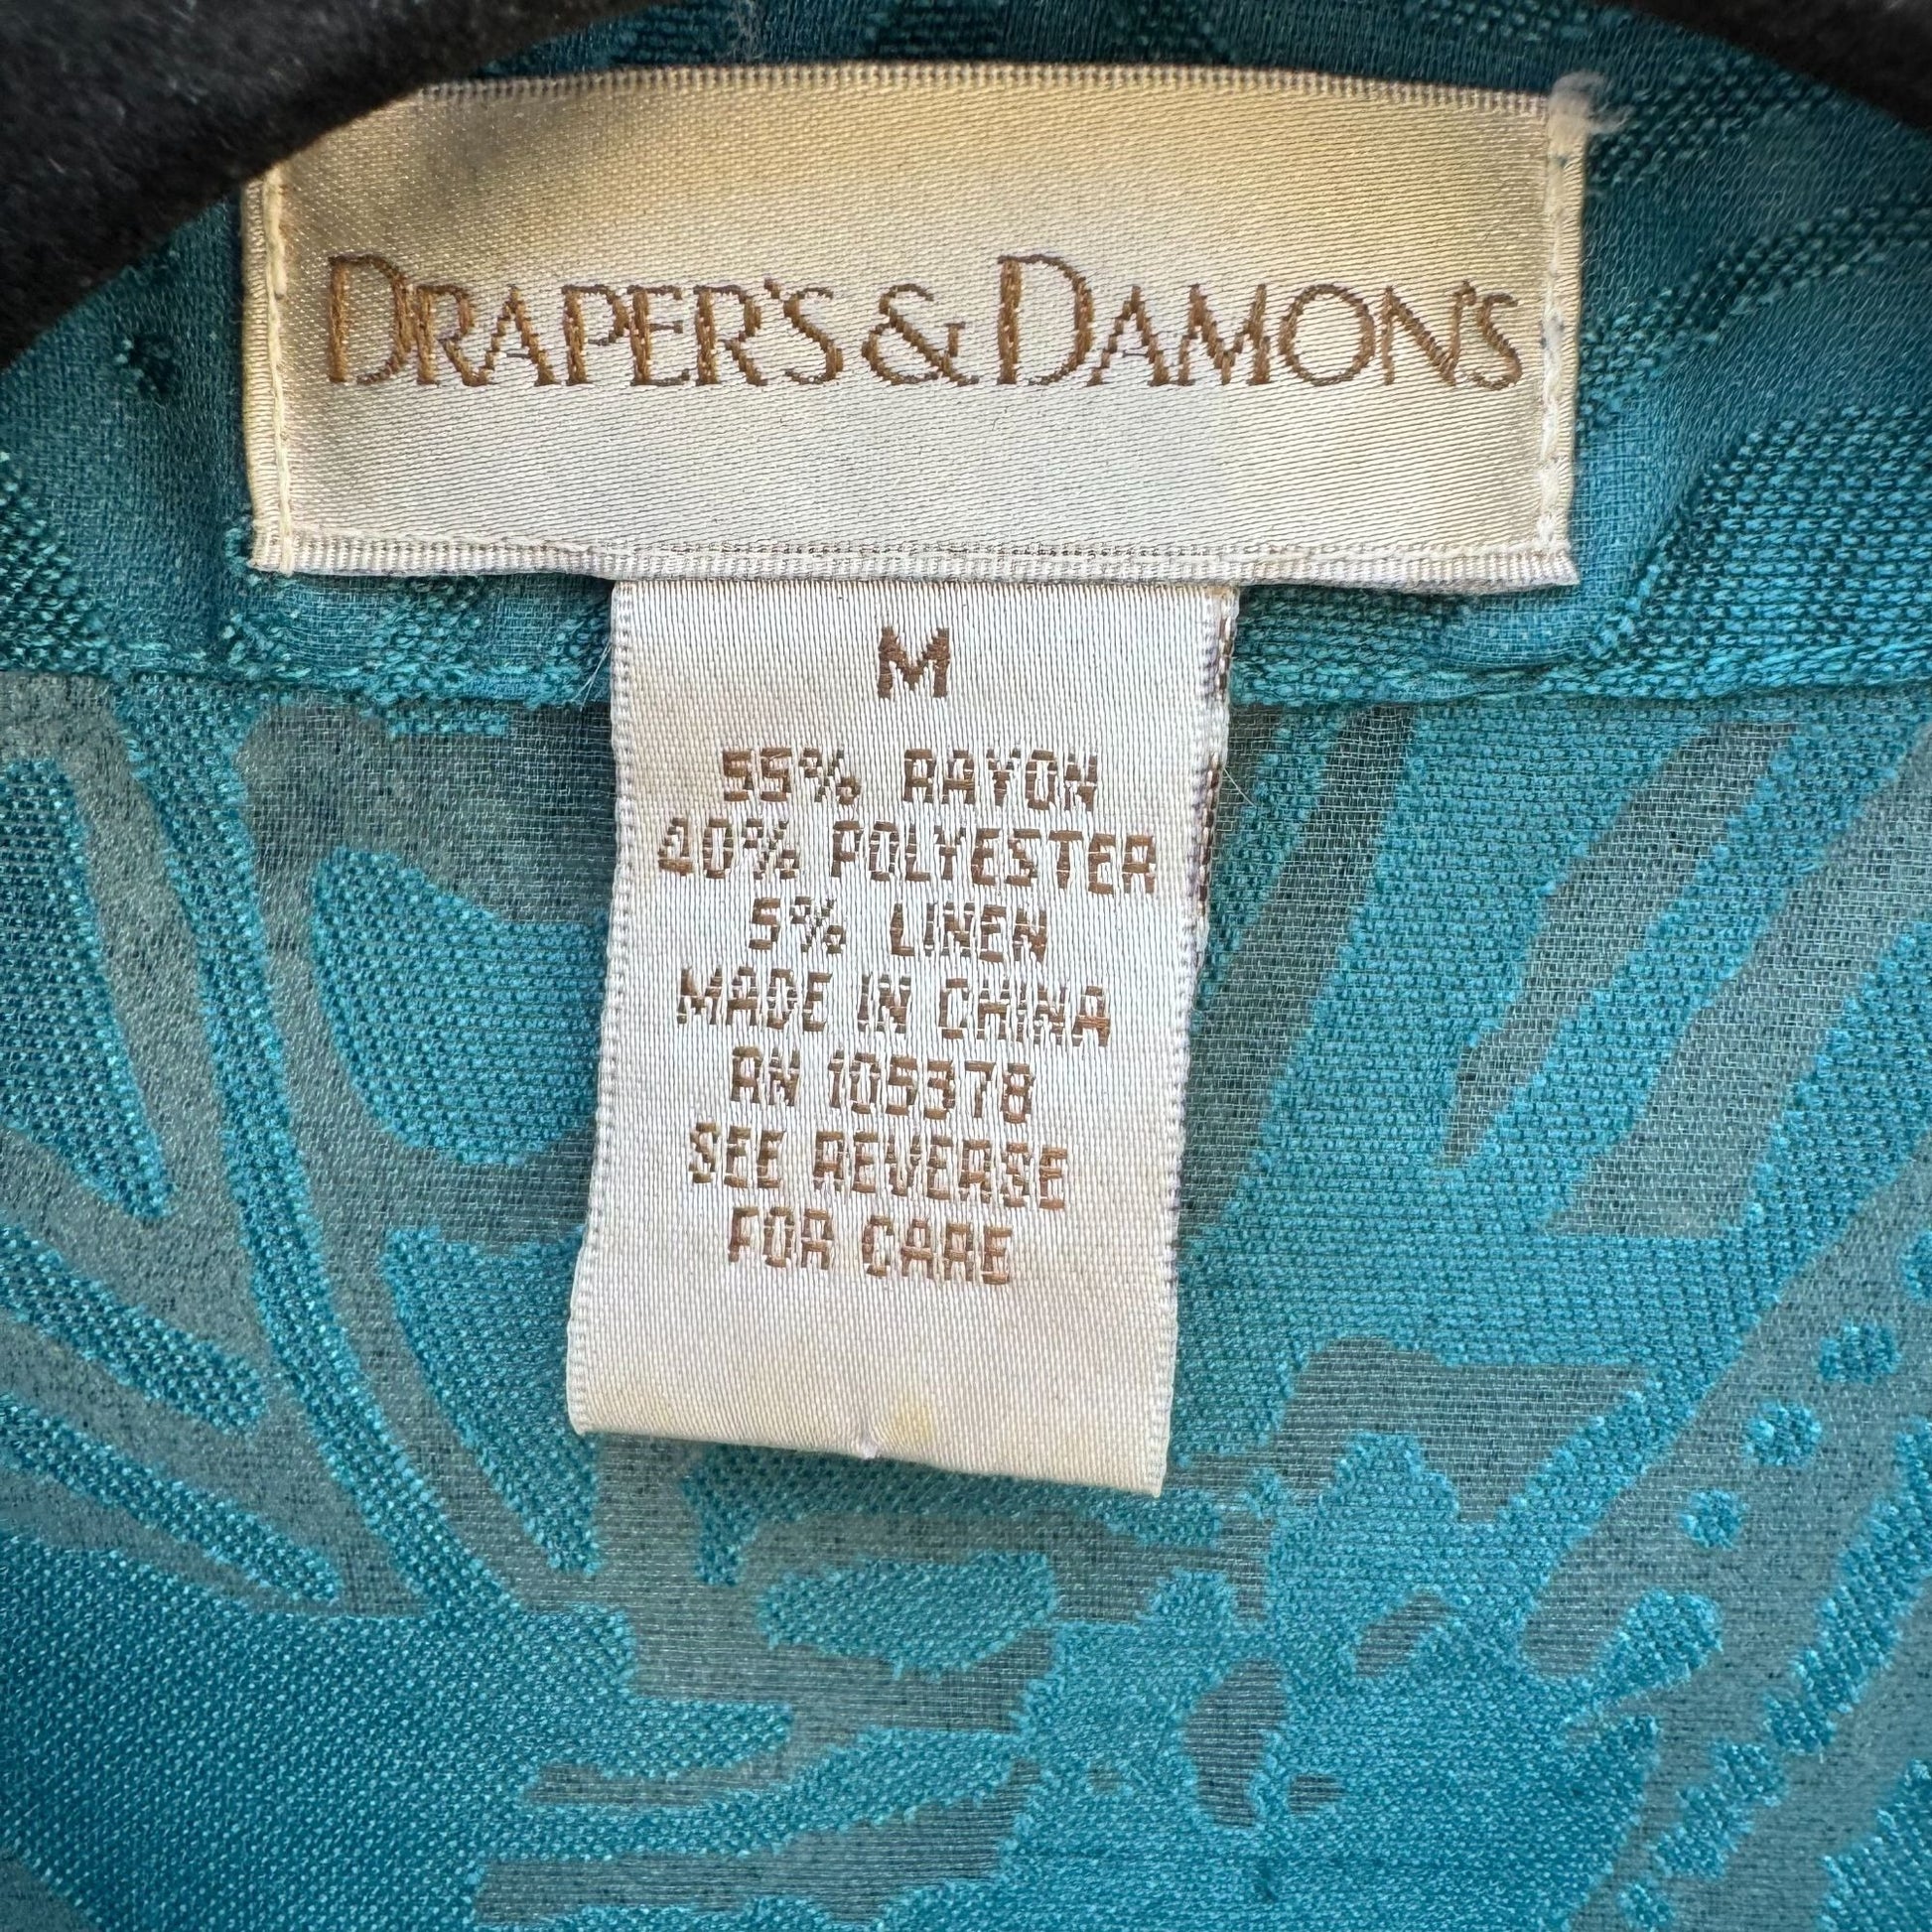 DRAPER'S & DAMON'S
M
55% RAYON
40% POLYESTER
5% LINEN
MADE IN CHINA
RN 105378
SEE REVERSE
FOR CARE